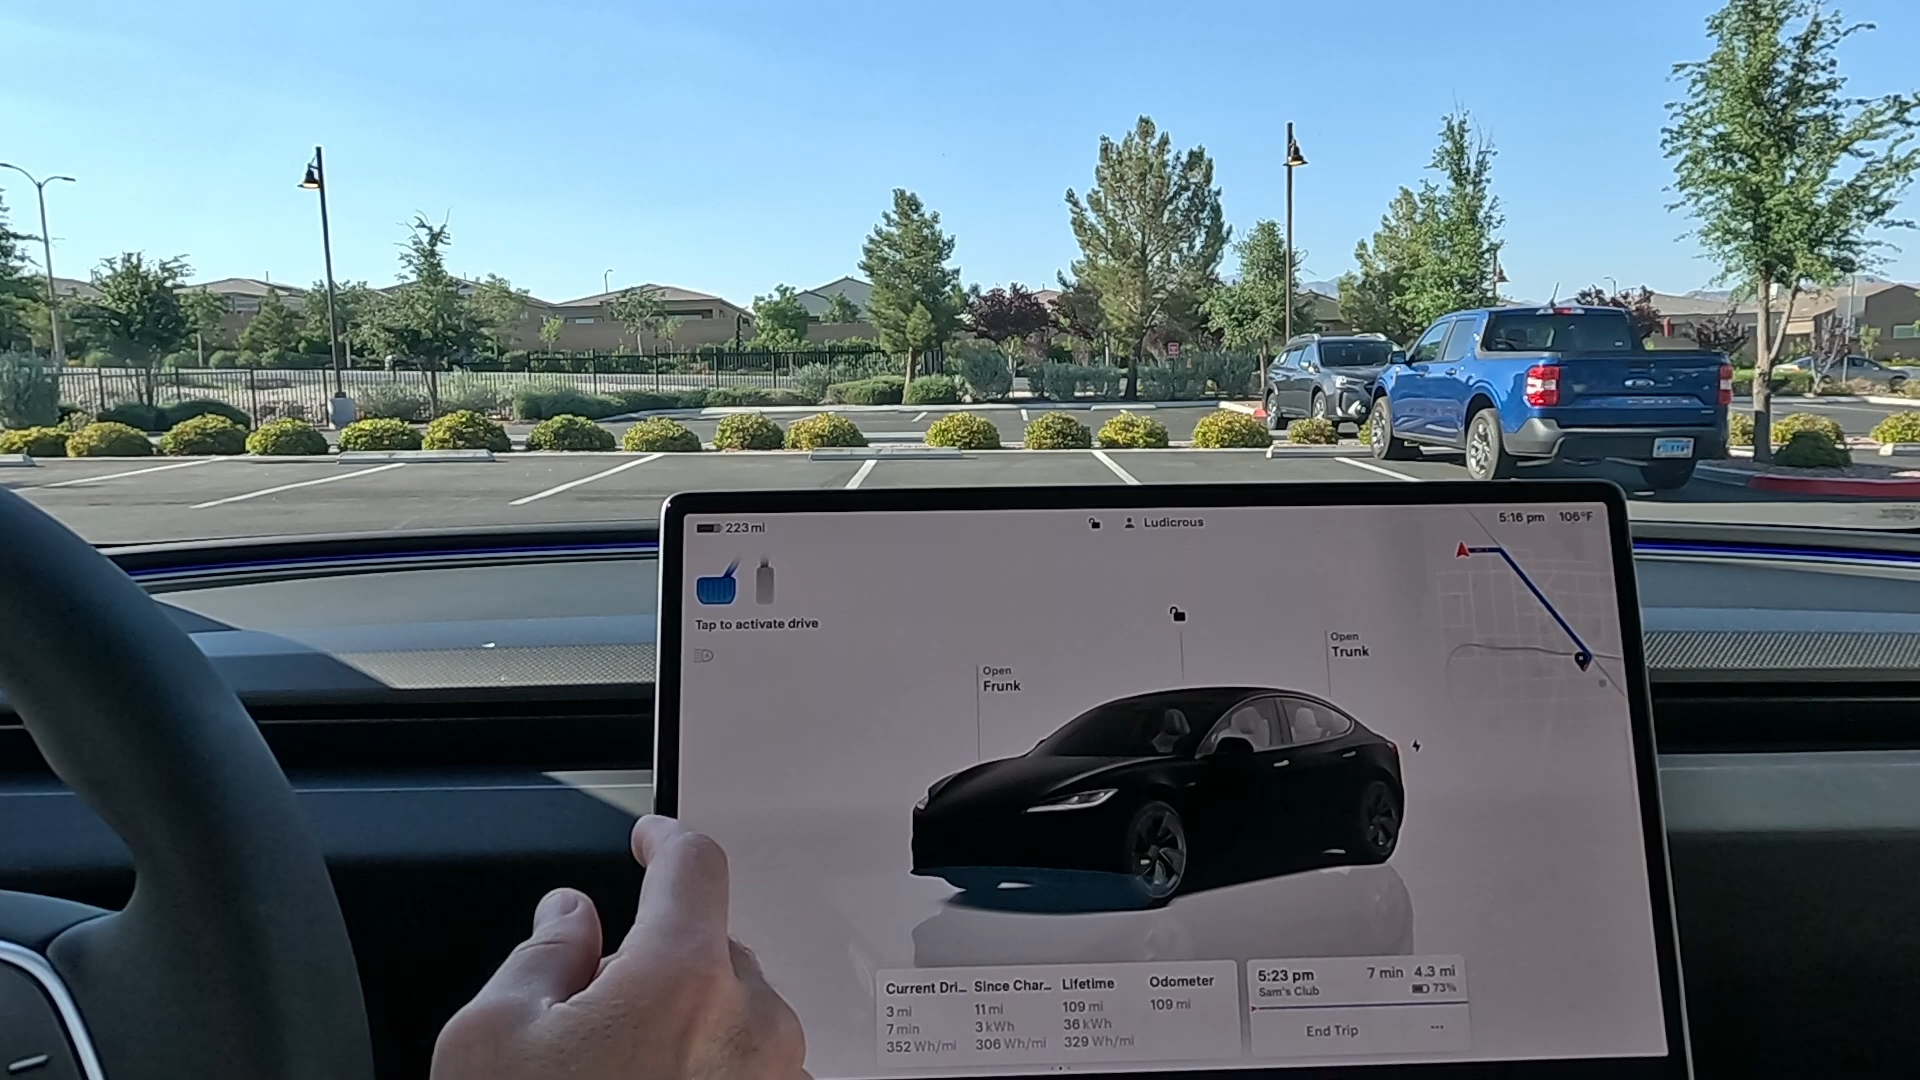 223 mi
Ludicrous
5:16 pm 106°F
Tap to activate drive
Open
Trunk
Open
Frunk
Current Dri... Since Char... Lifetime Odometer
3 mi 11 mi 109 mi 109 mi
7 min 3 kWh 36 kWh
352 Wh/mi 306 Wh/mi 329 Wh/mi
5:23 pm 7 min 4.3 mi
Sam's Club 73%
End Trip
Ford